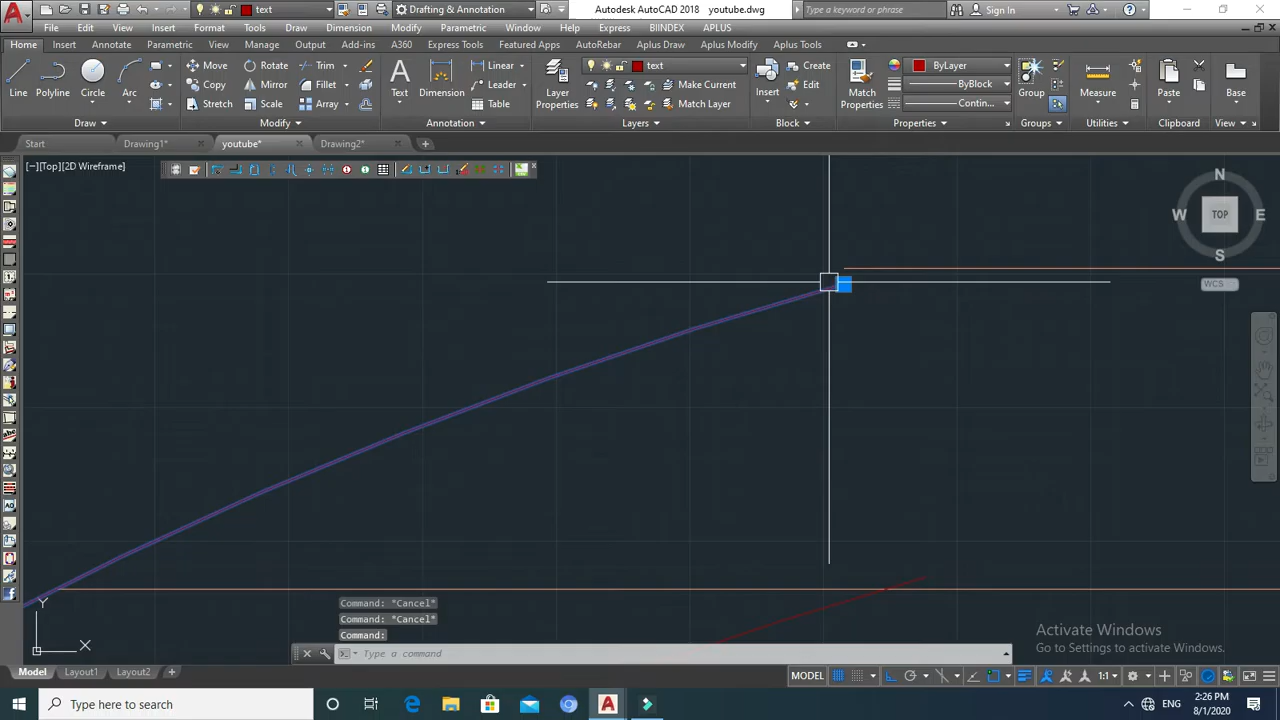 text
Drafting & Annotation
Autodesk AutoCAD 2018 youtube.dwg
Type a keyword or phrase
Sign In
File Edit View Insert Format Tools Draw Dimension Modify Parametric Window Help Express BIINDEX APLUS
Home Insert Annotate Parametric View Manage Output Add-ins A360 Express Tools Featured Apps AutoRebar Aplus Draw Aplus Modify Aplus Tools
Line Polyline Circle Arc
Move Rotate Trim
Copy Mirror Fillet
Stretch Scale Array
Text Dimension
Linear
Leader
Table
Layer Properties
text
Make Current
Match Layer
Insert
Create
Edit
Match Properties
ByLayer
ByBlock
Contin...
Group
Measure
Paste
Base
Draw Modify Annotation Layers Block Properties Groups Utilities Clipboard View
Start Drawing1* youtube* Drawing2*
[−][Top][2D Wireframe]
N
W TOP E
S
WCS
Y
X
Command: *Cancel*
Command: *Cancel*
Command:
Type a command
Activate Windows
Go to Settings to activate Windows.
Model Layout1 Layout2
MODEL
1:1
Type here to search
ENG
2:26 PM
8/1/2020